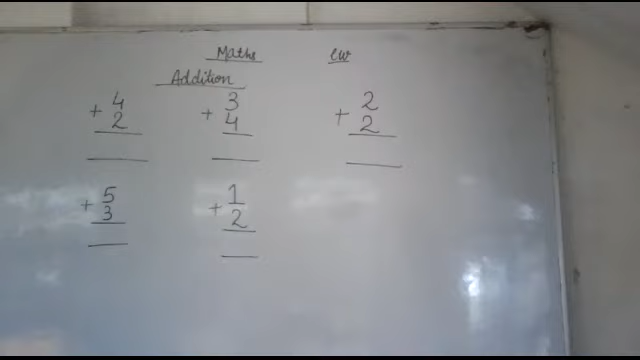 Maths CW
Addition
4 3 2
+ 2 + 4 + 2
5 1
+ 3 + 2